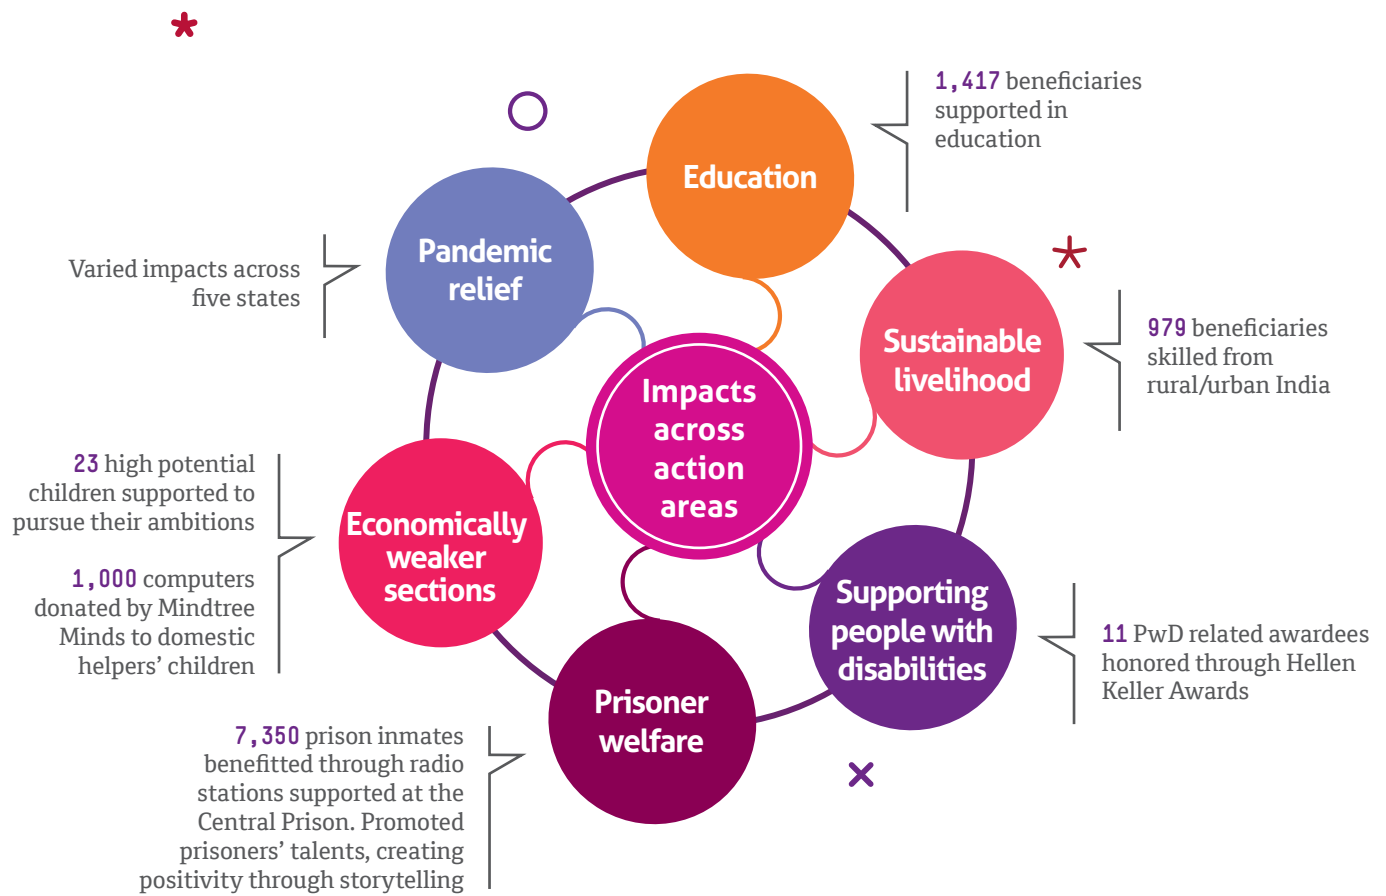 Impacts
across
action
areas
Education
1,417 beneficiaries
supported in
education
Sustainable
livelihood
979 beneficiaries
skilled from
rural/urban India
Supporting
people with
disabilities
11 PwD related awardees
honored through Hellen
Keller Awards
Prisoner
welfare
7,350 prison inmates
benefitted through radio
stations supported at the
Central Prison. Promoted
prisoners’ talents, creating
positivity through storytelling
Economically
weaker
sections
23 high potential
children supported to
pursue their ambitions
1,000 computers
donated by Mindtree
Minds to domestic
helpers’ children
Pandemic
relief
Varied impacts across
five states